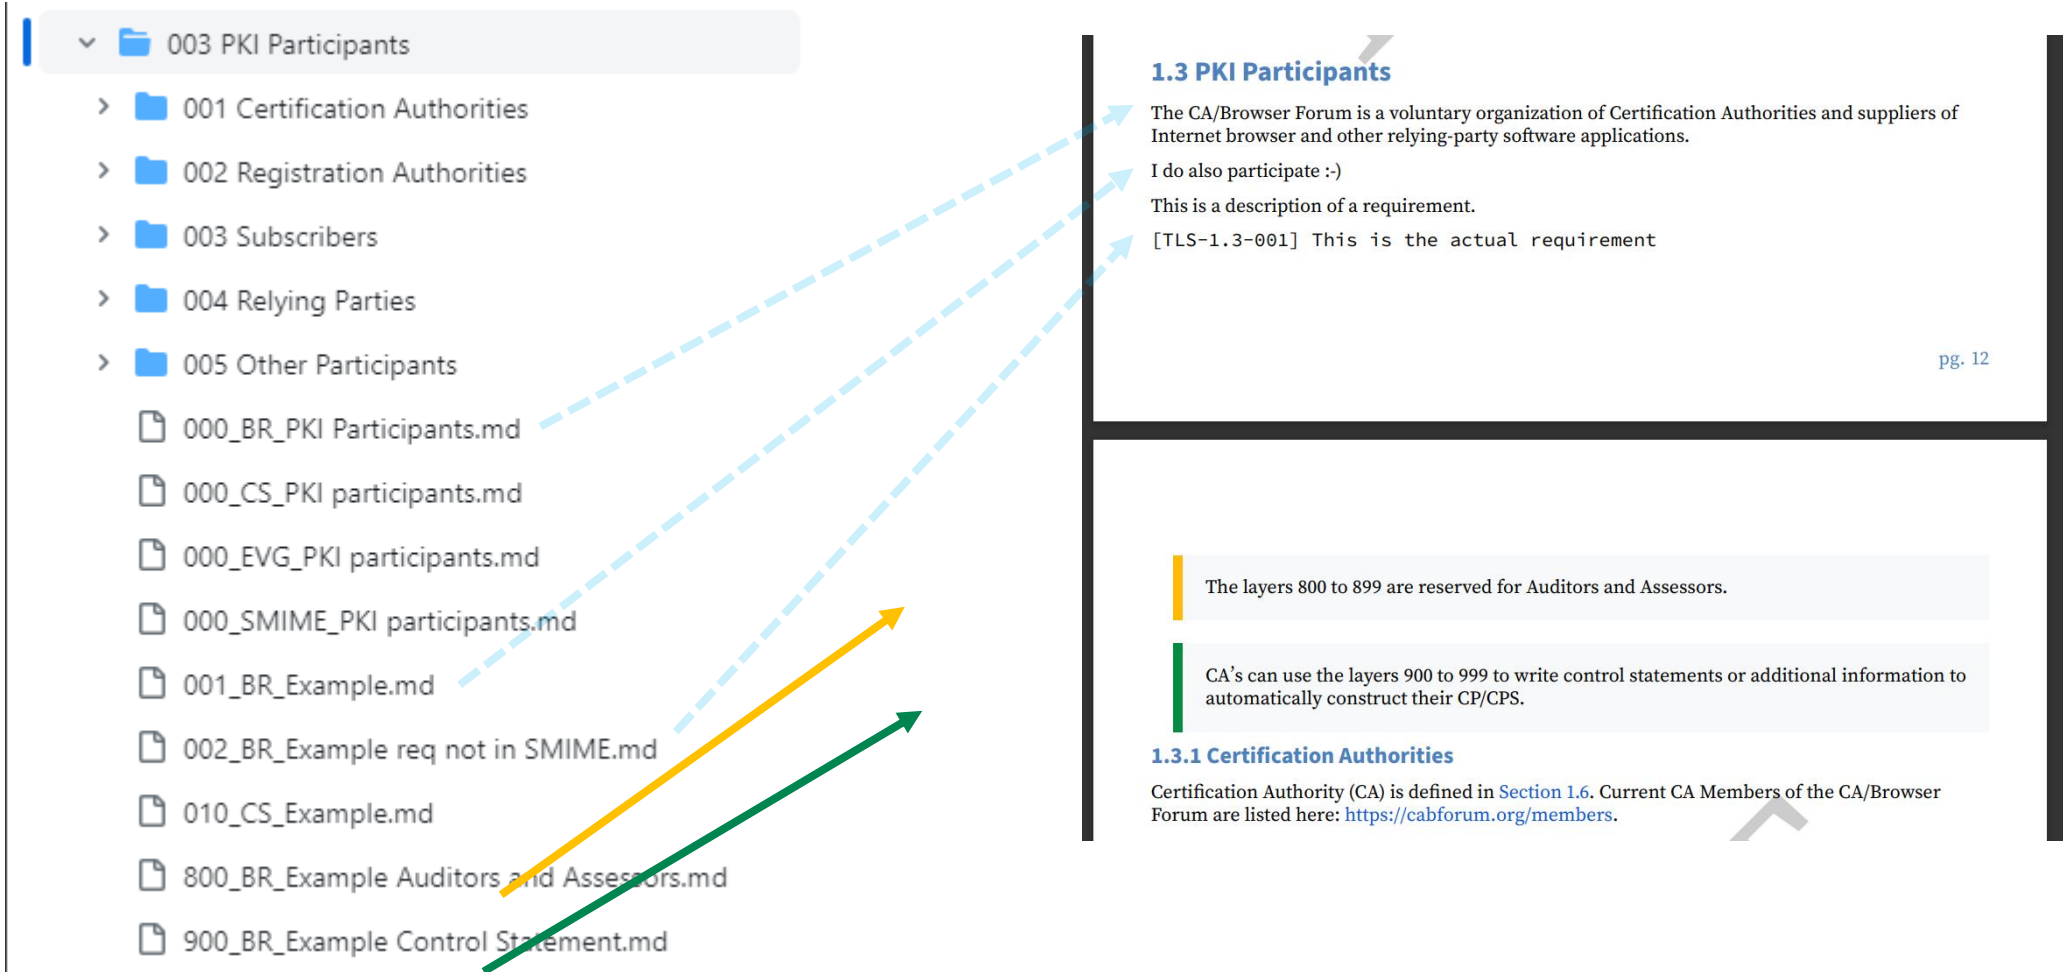 003 PKI Participants
001 Certification Authorities
002 Registration Authorities
003 Subscribers
004 Relying Parties
005 Other Participants
000_BR_PKI Participants.md
000_CS_PKI participants.md
000_EVG_PKI participants.md
000_SMIME_PKI participants.md
001_BR_Example.md
002_BR_Example req not in SMIME.md
010_CS_Example.md
800_BR_Example Auditors and Assessors.md
900_BR_Example Control Statement.md
1.3 PKI Participants
The CA/Browser Forum is a voluntary organization of Certification Authorities and suppliers of
Internet browser and other relying-party software applications.
I do also participate :-)
This is a description of a requirement.
[TLS-1.3-001] This is the actual requirement
pg. 12
The layers 800 to 899 are reserved for Auditors and Assessors.
CA's can use the layers 900 to 999 to write control statements or additional information to
automatically construct their CP/CPS.
1.3.1 Certification Authorities
Certification Authority (CA) is defined in Section 1.6. Current CA Members of the CA/Browser
Forum are listed here: https://cabforum.org/members.